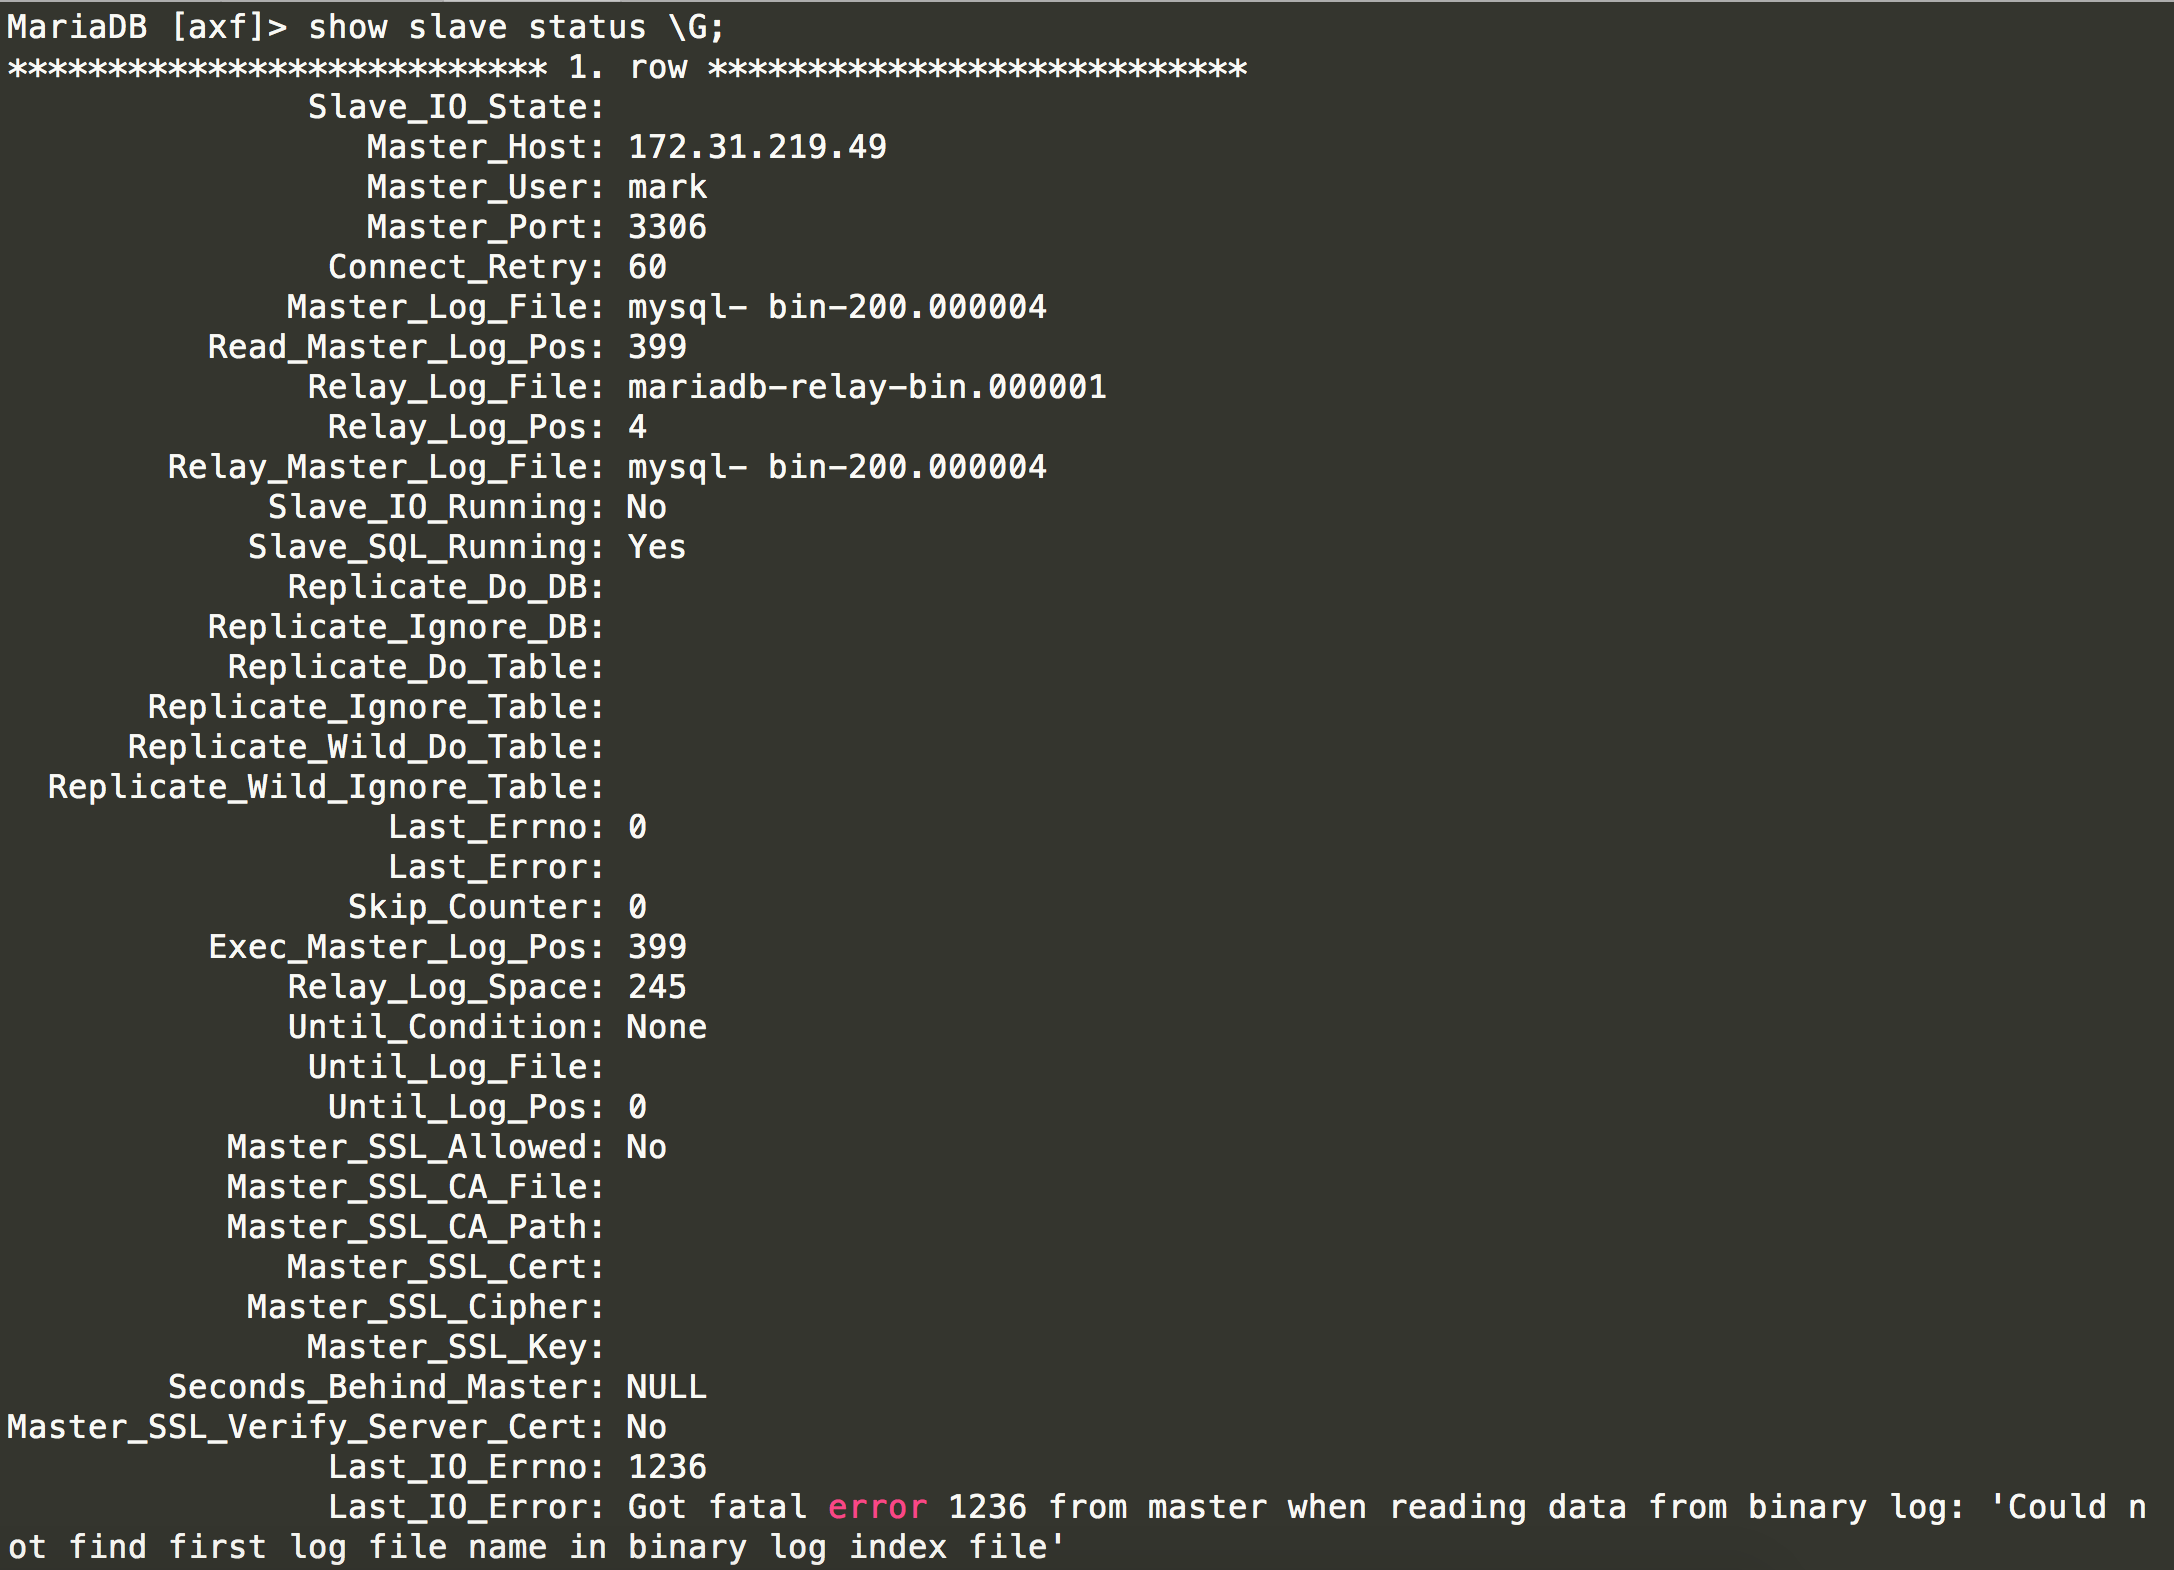 MariaDB [axf]> show slave status \G;
*************************** 1. row ***************************
Slave_IO_State:
Master_Host: 172.31.219.49
Master_User: mark
Master_Port: 3306
Connect_Retry: 60
Master_Log_File: mysql- bin-200.000004
Read_Master_Log_Pos: 399
Relay_Log_File: mariadb-relay-bin.000001
Relay_Log_Pos: 4
Relay_Master_Log_File: mysql- bin-200.000004
Slave_IO_Running: No
Slave_SQL_Running: Yes
Replicate_Do_DB:
Replicate_Ignore_DB:
Replicate_Do_Table:
Replicate_Ignore_Table:
Replicate_Wild_Do_Table:
Replicate_Wild_Ignore_Table:
Last_Errno: 0
Last_Error:
Skip_Counter: 0
Exec_Master_Log_Pos: 399
Relay_Log_Space: 245
Until_Condition: None
Until_Log_File:
Until_Log_Pos: 0
Master_SSL_Allowed: No
Master_SSL_CA_File:
Master_SSL_CA_Path:
Master_SSL_Cert:
Master_SSL_Cipher:
Master_SSL_Key:
Seconds_Behind_Master: NULL
Master_SSL_Verify_Server_Cert: No
Last_IO_Errno: 1236
Last_IO_Error: Got fatal error 1236 from master when reading data from binary log: 'Could n
ot find first log file name in binary log index file'